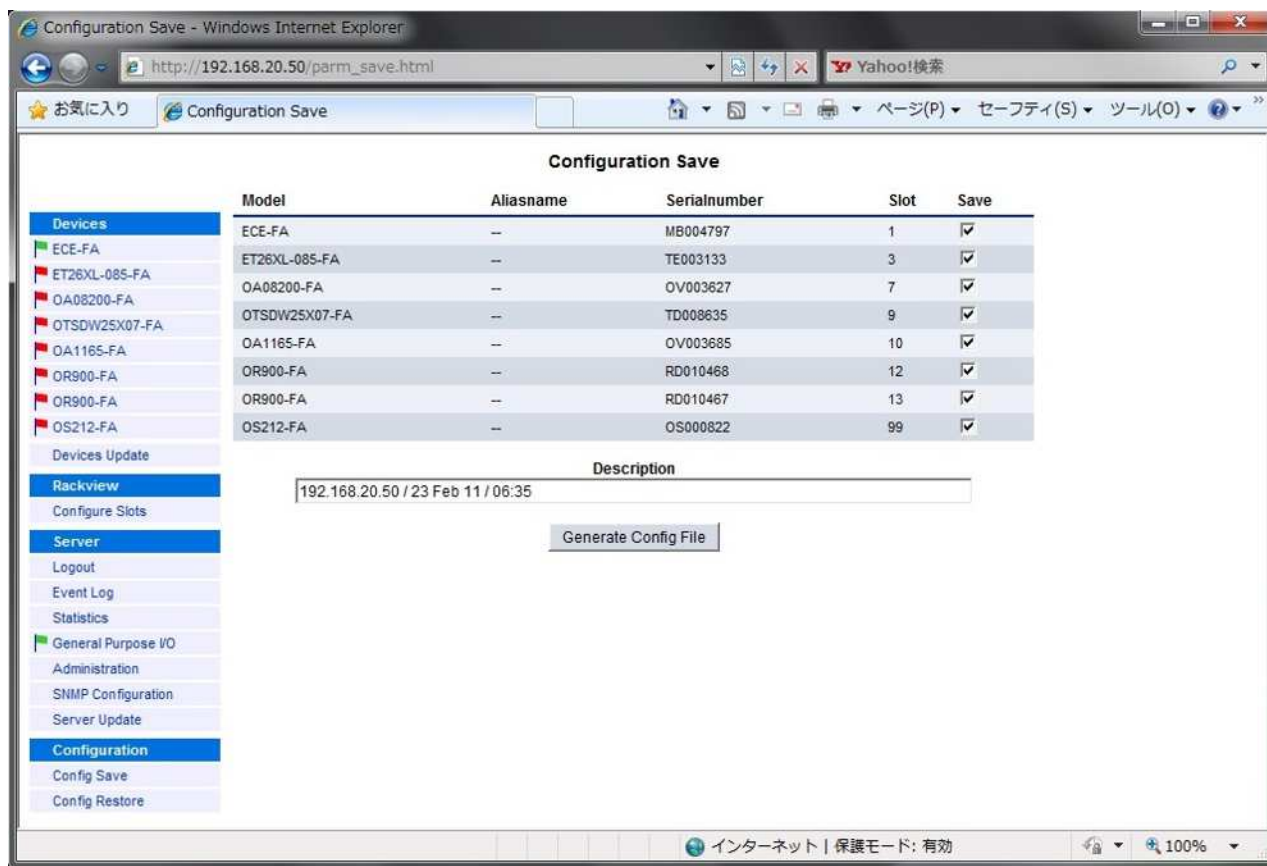 Configuration Save - Windows Internet Explorer
http://192.168.20.50/parm_save.html
Yahoo!検索
お気に入り
Configuration Save
ページ(P)
セーフティ(S)
ツール(O)
Configuration Save
Model Aliasname Serialnumber Slot Save
ECE-FA -- MB004797 1
ET26XL-085-FA -- TE003133 3
OA08200-FA -- OV003627 7
OTSDW25X07-FA -- TD008635 9
OA1165-FA -- OV003685 10
OR900-FA -- RD010468 12
OR900-FA -- RD010467 13
OS212-FA -- OS000822 99
Description
192.168.20.50 / 23 Feb 11 / 06:35
Generate Config File
Devices
ECE-FA
ET26XL-085-FA
OA08200-FA
OTSDW25X07-FA
OA1165-FA
OR900-FA
OR900-FA
OS212-FA
Devices Update
Rackview
Configure Slots
Server
Logout
Event Log
Statistics
General Purpose I/O
Administration
SNMP Configuration
Server Update
Configuration
Config Save
Config Restore
インターネット | 保護モード: 有効
100%